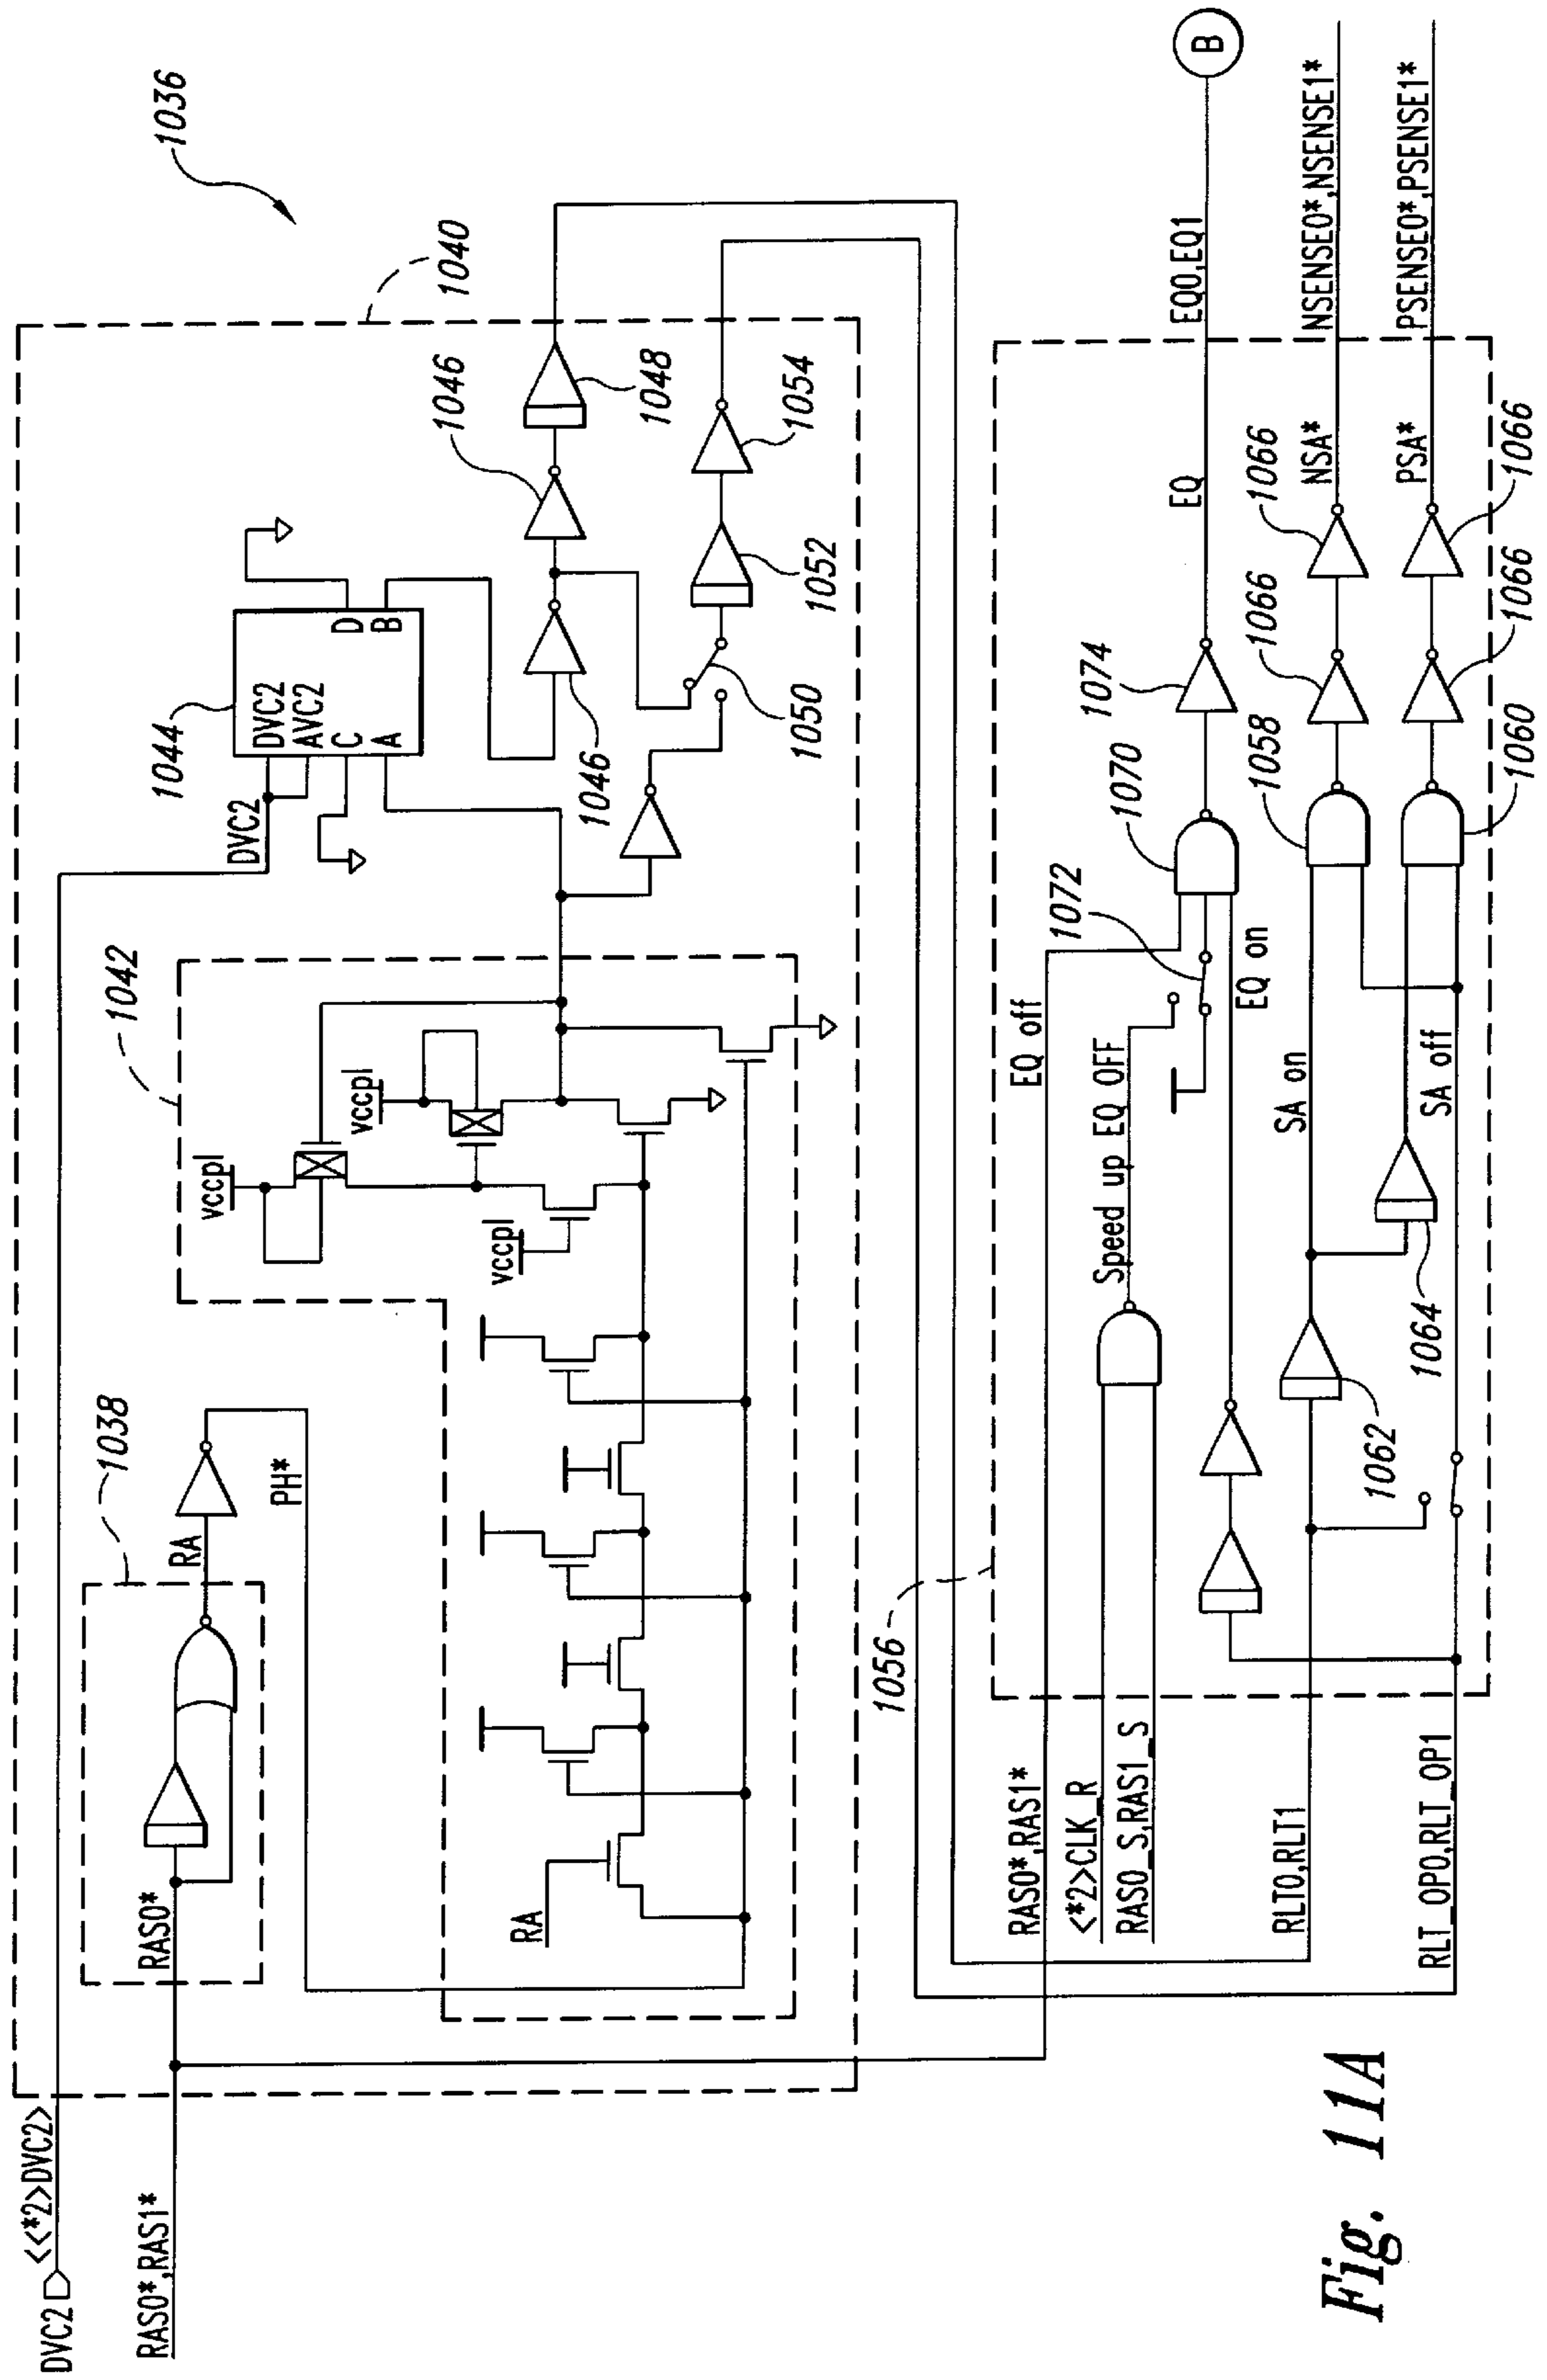 1036
DVC2
<<*2>DVC2>
RAS0*,RAS1*
1038
RAS0*
RA
PH*
1042
vccpl
vccpl
vccpl
RA
1044
DVC2
DVC2
AVC2
C
A
D
B
1040
1046
1046
1048
1050
1052
1054
1056
RAS0*,RAS1*
<*2>CLK_R
RAS0_S,RAS1_S
RLT0,RLT1
RLT_OP0,RLT_OP1
EQ off
Speed up EQ OFF
EQ on
SA on
SA off
1062
1064
1072
1070
1074
1058
1060
1066
1066
1066
1066
EQ
NSA*
PSA*
EQ0,EQ1
NSENSE0*,NSENSE1*
PSENSE0*,PSENSE1*
B
Fig. 11A